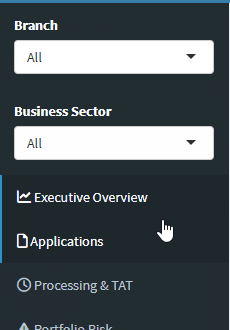 Branch
All
Business Sector
All
Executive Overview
Applications
Processing & TAT
Portfolio Risk